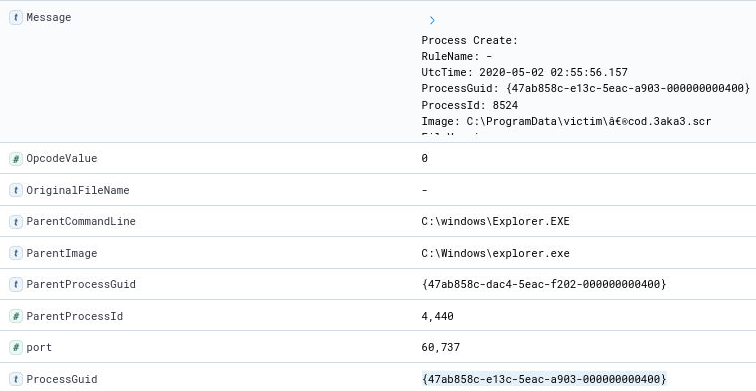 t Message
Process Create:
RuleName: -
UtcTime: 2020-05-02 02:55:56.157
ProcessGuid: {47ab858c-e13c-5eac-a903-000000000400}
ProcessId: 8524
Image: C:\ProgramData\victim\â€®cod.3aka3.scr
# OpcodeValue 0
t OriginalFileName -
t ParentCommandLine C:\windows\Explorer.EXE
t ParentImage C:\Windows\explorer.exe
t ParentProcessGuid {47ab858c-dac4-5eac-f202-000000000400}
# ParentProcessId 4,440
# port 60,737
t ProcessGuid {47ab858c-e13c-5eac-a903-000000000400}